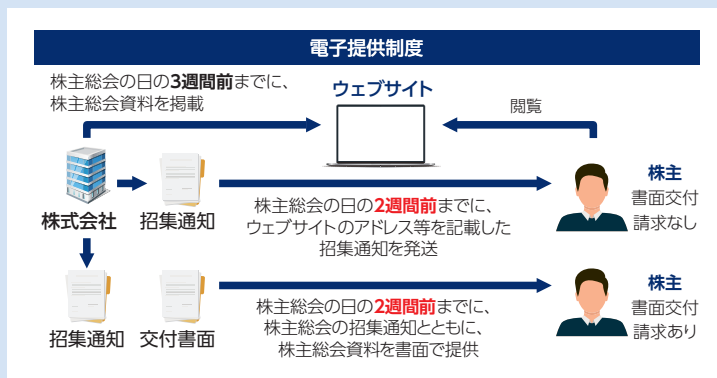 電子提供制度
株主総会の日の3週間前までに、
株主総会資料を掲載
ウェブサイト
閲覧
株式会社
招集通知
株主総会の日の2週間前までに、
ウェブサイトのアドレス等を記載した
招集通知を発送
株主
書面交付
請求なし
招集通知
交付書面
株主総会の日の2週間前までに、
株主総会の招集通知とともに、
株主総会資料を書面で提供
株主
書面交付
請求あり